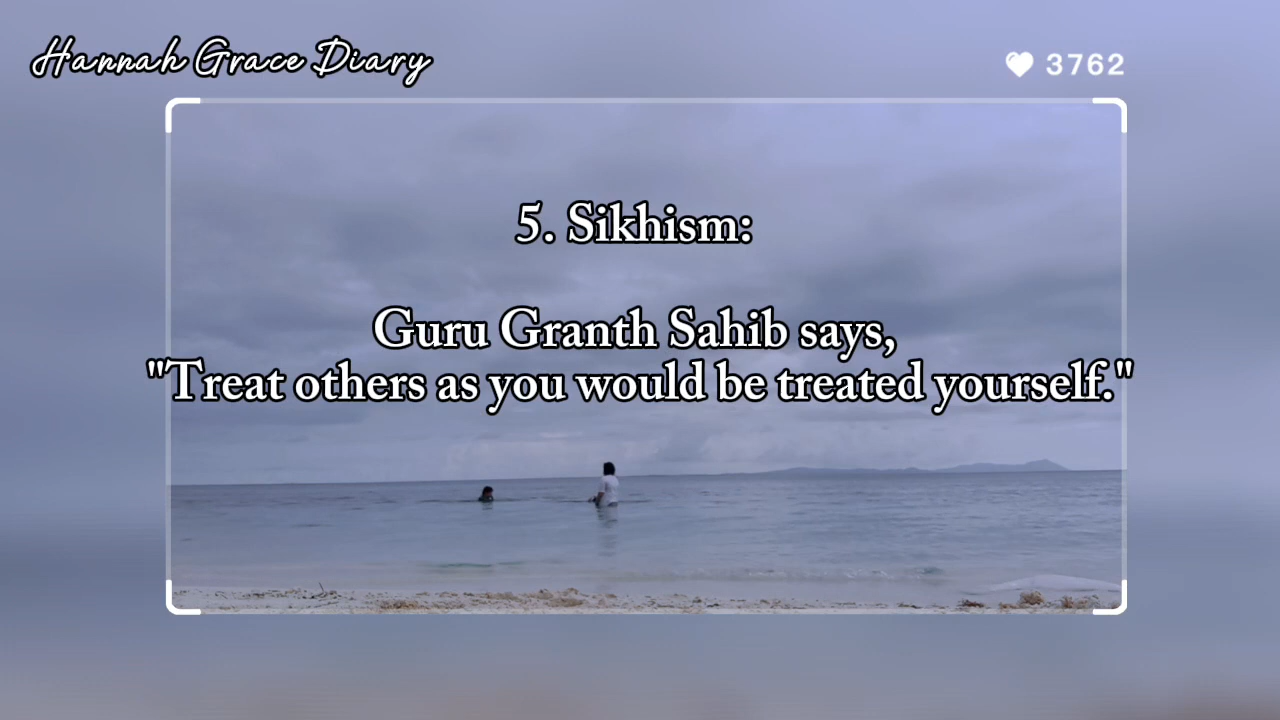 Hannah Grace Diary
3762
5. Sikhism:
Guru Granth Sahib says,
"Treat others as you would be treated yourself."